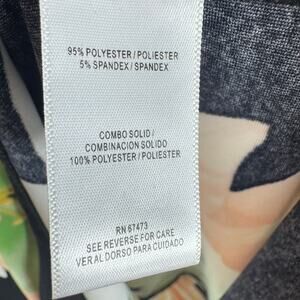 95% POLYESTER / POLIESTER
5% SPANDEX / SPANDEX
COMBO SOLID /
COMBINACION SOLIDO
100% POLYESTER / POLIESTER
RN 67473
SEE REVERSE FOR CARE
VER AL DORSO PARA CUIDADO